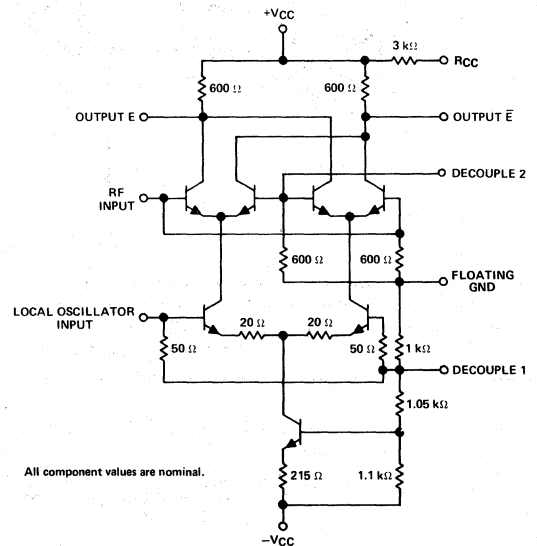 +VCC
3 kΩ
RCC
600 Ω
600 Ω
OUTPUT E
OUTPUT E̅
DECOUPLE 2
RF
INPUT
600 Ω
600 Ω
FLOATING
GND
LOCAL OSCILLATOR
INPUT
20 Ω
20 Ω
50 Ω
50 Ω
1 kΩ
DECOUPLE 1
1.05 kΩ
All component values are nominal.
215 Ω
1.1 kΩ
−VCC